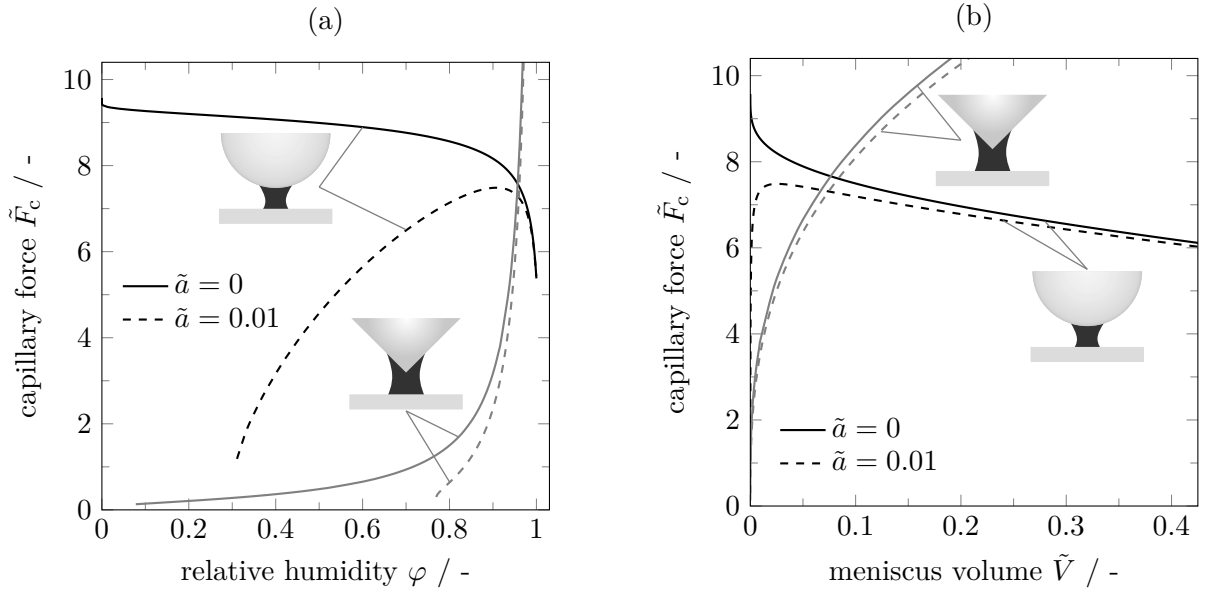 (a)
capillary force F̃c / -
10
8
6
4
2
0
ã = 0
ã = 0.01
0 0.2 0.4 0.6 0.8 1
relative humidity φ / -
(b)
capillary force F̃c / -
10
8
6
4
2
0
ã = 0
ã = 0.01
0 0.1 0.2 0.3 0.4
meniscus volume Ṽ / -